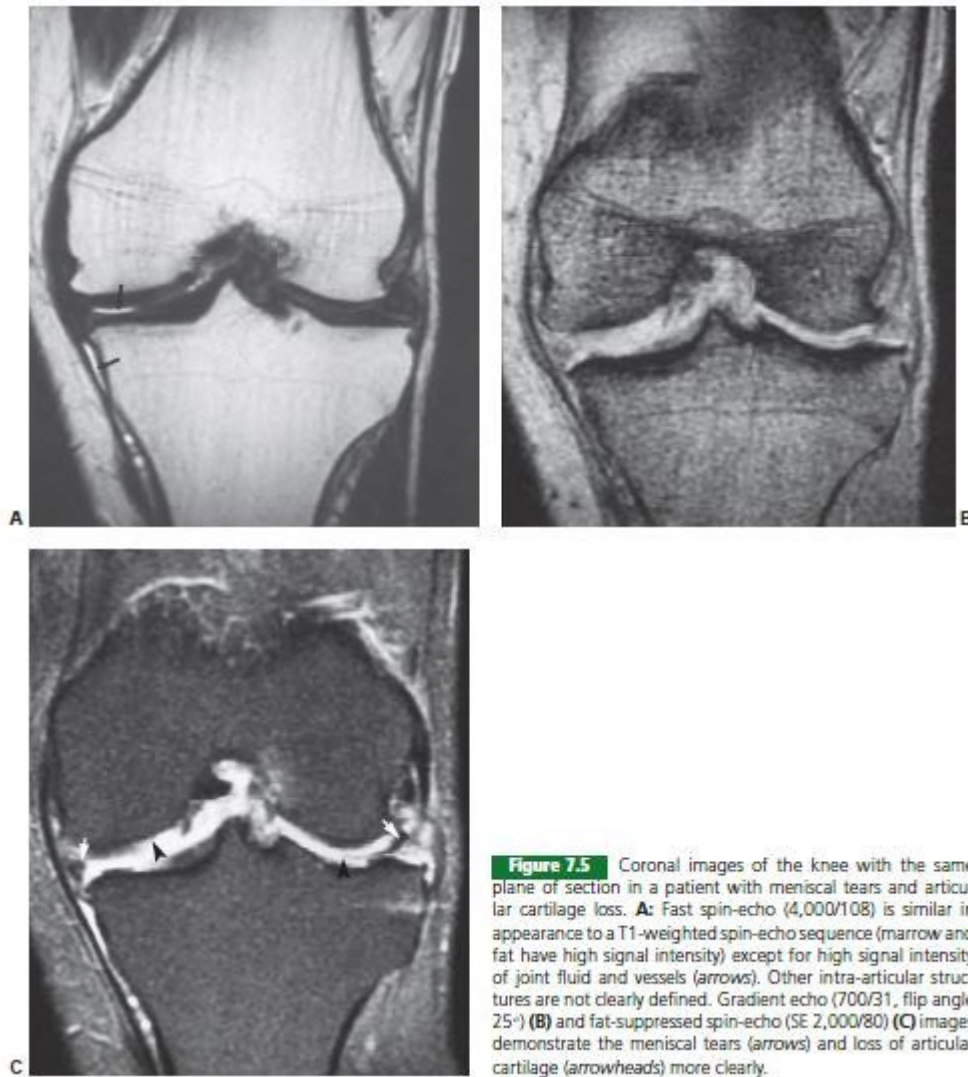 A
B
C
Figure 7.5 Coronal images of the knee with the same
plane of section in a patient with meniscal tears and articu
lar cartilage loss. A: Fast spin-echo (4,000/108) is similar in
appearance to a T1-weighted spin-echo sequence (marrow and
fat have high signal intensity) except for high signal intensity
of joint fluid and vessels (arrows). Other intra-articular struc
tures are not clearly defined. Gradient echo (700/31, flip angle
25°) (B) and fat-suppressed spin-echo (SE 2,000/80) (C) images
demonstrate the meniscal tears (arrows) and loss of articular
cartilage (arrowheads) more clearly.